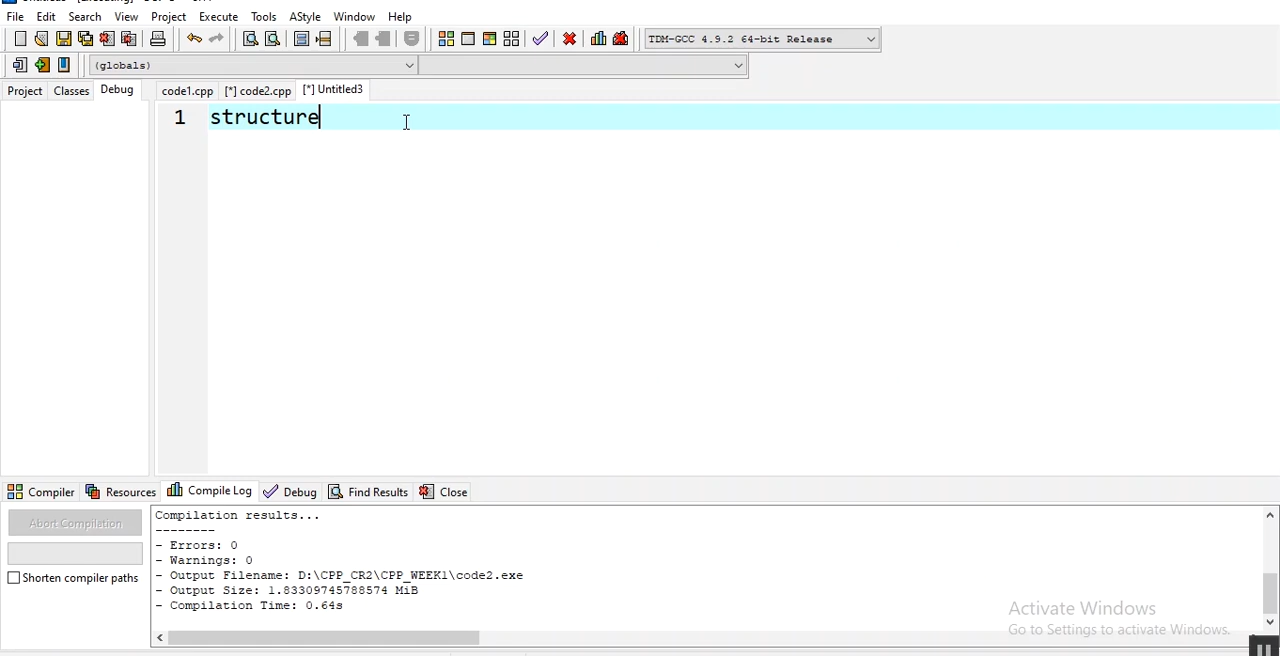 File Edit Search View Project Execute Tools AStyle Window Help
TDM-GCC 4.9.2 64-bit Release
(globals)
Project Classes Debug code1.cpp [*] code2.cpp [*] Untitled3
1 structure
Compiler Resources Compile Log Debug Find Results Close
Abort Compilation
Shorten compiler paths
Compilation results...
--------
- Errors: 0
- Warnings: 0
- Output Filename: D:\CPP_CR2\CPP_WEEK1\code2.exe
- Output Size: 1.83309745788574 MiB
- Compilation Time: 0.64s
Activate Windows
Go to Settings to activate Windows.